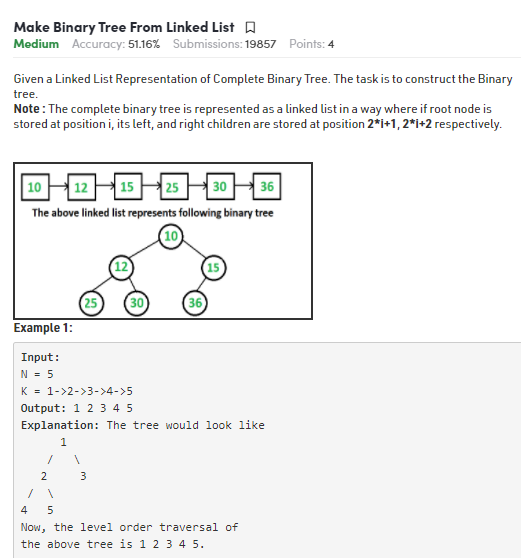 Make Binary Tree From Linked List
Medium Accuracy: 51.16% Submissions: 19857 Points: 4
Given a Linked List Representation of Complete Binary Tree. The task is to construct the Binary
tree.
Note : The complete binary tree is represented as a linked list in a way where if root node is
stored at position i, its left, and right children are stored at position 2*i+1, 2*i+2 respectively.
10 12 15 25 30 36
The above linked list represents following binary tree
10
12 15
25 30 36
Example 1:
Input:
N = 5
K = 1->2->3->4->5
Output: 1 2 3 4 5
Explanation: The tree would look like
1
/ \
2 3
/ \
4 5
Now, the level order traversal of
the above tree is 1 2 3 4 5.